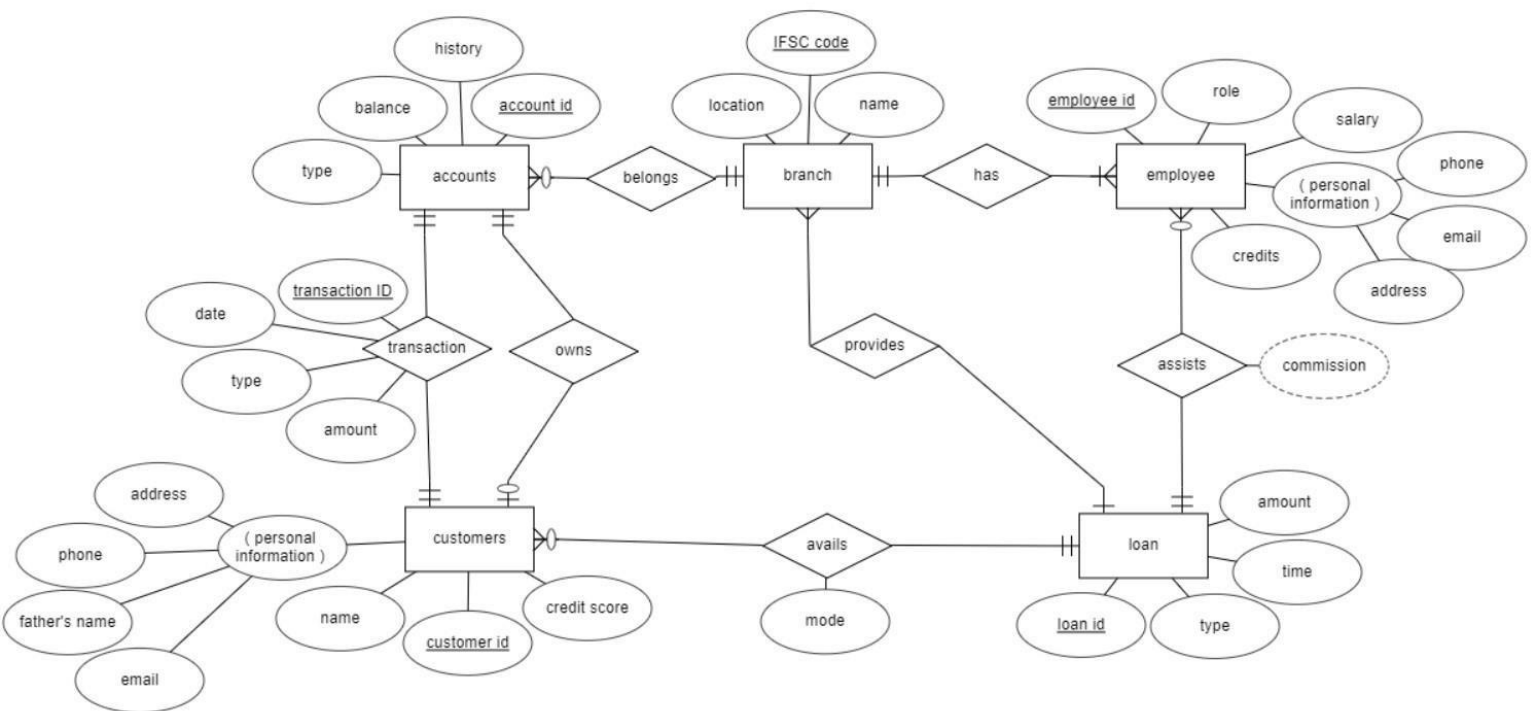 history
IFSC code
balance
account id
location
name
employee id
role
salary
type
accounts
belongs
branch
has
employee
( personal
information )
phone
email
credits
address
transaction ID
date
transaction
owns
provides
assists
commission
type
amount
address
( personal
information )
phone
customers
avails
loan
amount
time
father's name
name
customer id
credit score
mode
loan id
type
email